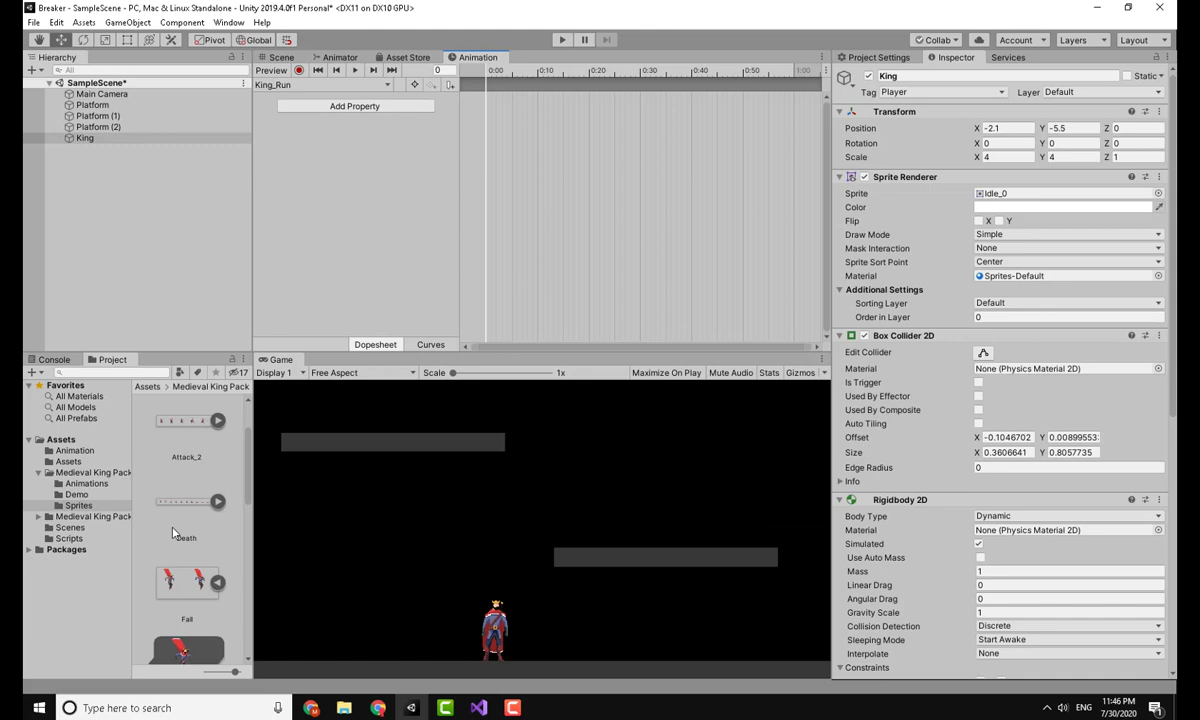 Breaker - SampleScene - PC, Mac & Linux Standalone - Unity 2019.4.0f1 Personal* <DX11 on DX10 GPU>
File Edit Assets GameObject Component Window Help
Pivot Global Collab Account Layers Layout
Hierarchy
All
SampleScene*
Main Camera
Platform
Platform (1)
Platform (2)
King
Scene Animator Asset Store Animation
Preview 0 0:00 0:10 0:20 0:30 0:40 0:50 1:00
King_Run
Add Property
Dopesheet Curves
Console Project
17
Favorites
All Materials
All Models
All Prefabs
Assets
Animation
Assets
Medieval King Pack
Animations
Demo
Sprites
Medieval King Pack
Scenes
Scripts
Packages
Assets > Medieval King Pack
Attack_2
Death
Fall
Game
Display 1 Free Aspect Scale 1x Maximize On Play Mute Audio Stats Gizmos
Project Settings Inspector Services
King Static
Tag Player Layer Default
Transform
Position X -2.1 Y -5.5 Z 0
Rotation X 0 Y 0 Z 0
Scale X 4 Y 4 Z 1
Sprite Renderer
Sprite Idle_0
Color
Flip X Y
Draw Mode Simple
Mask Interaction None
Sprite Sort Point Center
Material Sprites-Default
Additional Settings
Sorting Layer Default
Order in Layer 0
Box Collider 2D
Edit Collider
Material None (Physics Material 2D)
Is Trigger
Used By Effector
Used By Composite
Auto Tiling
Offset X -0.1046702 Y 0.00899553
Size X 0.3606641 Y 0.8057735
Edge Radius 0
Info
Rigidbody 2D
Body Type Dynamic
Material None (Physics Material 2D)
Simulated
Use Auto Mass
Mass 1
Linear Drag 0
Angular Drag 0
Gravity Scale 1
Collision Detection Discrete
Sleeping Mode Start Awake
Interpolate None
Constraints
Type here to search
ENG
11:46 PM
7/30/2020